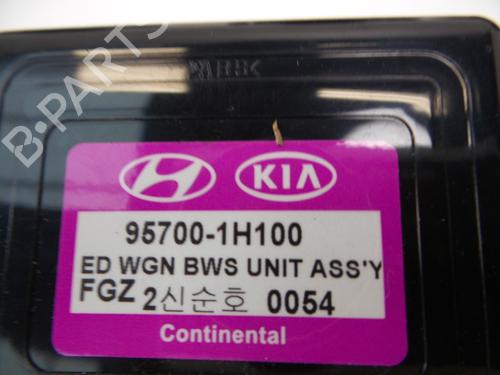 KIA
95700-1H100
ED WGN BWS UNIT ASS'Y
FGZ 2신순호 0054
Continental
B-PARTS